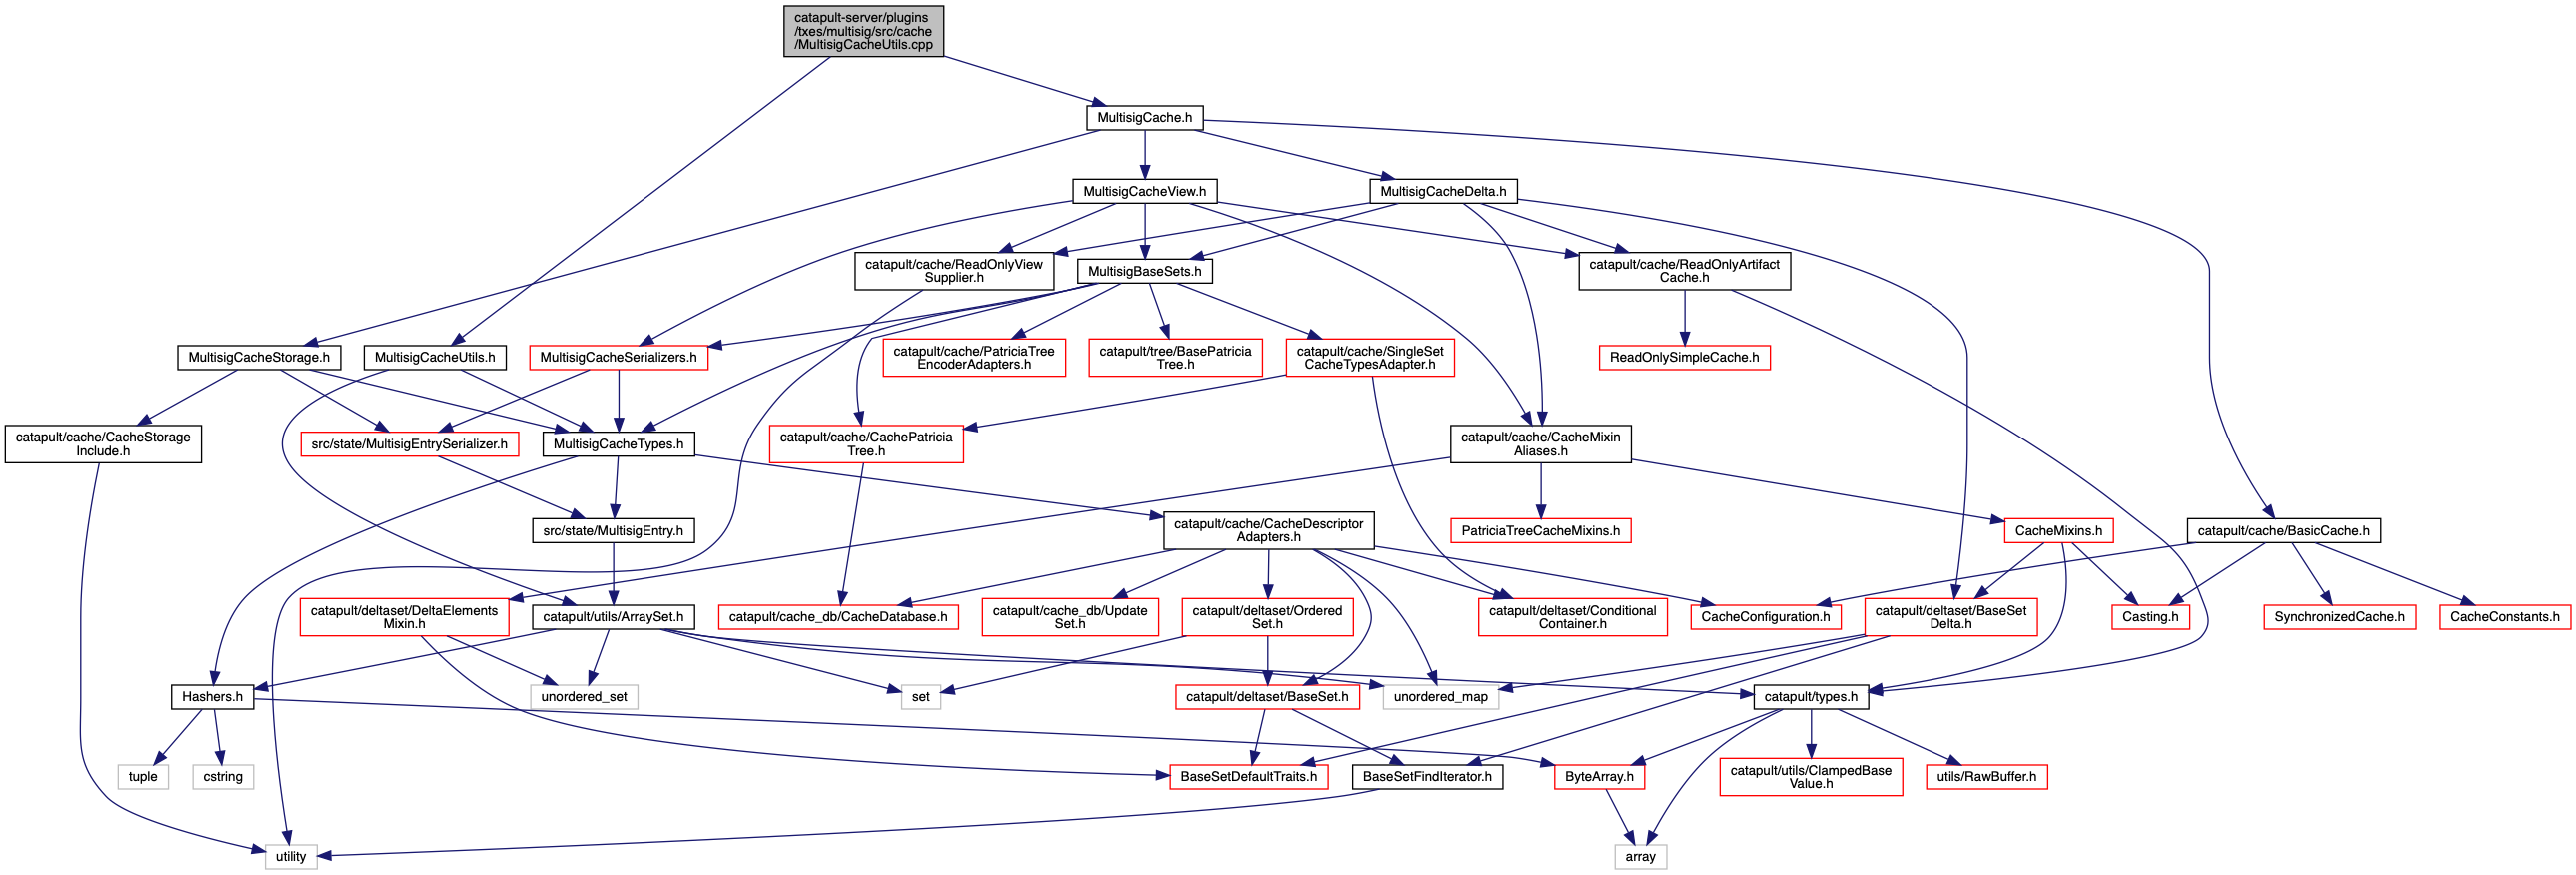 catapult-server/plugins
/txes/multisig/src/cache
/MultisigCacheUtils.cpp
MultisigCache.h
MultisigCacheView.h
MultisigCacheDelta.h
catapult/cache/ReadOnlyView
Supplier.h
MultisigBaseSets.h
catapult/cache/ReadOnlyArtifact
Cache.h
MultisigCacheStorage.h
MultisigCacheUtils.h
MultisigCacheSerializers.h
catapult/cache/PatriciaTree
EncoderAdapters.h
catapult/tree/BasePatricia
Tree.h
catapult/cache/SingleSet
CacheTypesAdapter.h
ReadOnlySimpleCache.h
catapult/cache/CacheStorage
Include.h
src/state/MultisigEntrySerializer.h
MultisigCacheTypes.h
catapult/cache/CachePatricia
Tree.h
catapult/cache/CacheMixin
Aliases.h
src/state/MultisigEntry.h
catapult/cache/CacheDescriptor
Adapters.h
PatriciaTreeCacheMixins.h
CacheMixins.h
catapult/cache/BasicCache.h
catapult/deltaset/DeltaElements
Mixin.h
catapult/utils/ArraySet.h
catapult/cache_db/CacheDatabase.h
catapult/cache_db/Update
Set.h
catapult/deltaset/Ordered
Set.h
catapult/deltaset/Conditional
Container.h
CacheConfiguration.h
catapult/deltaset/BaseSet
Delta.h
Casting.h
SynchronizedCache.h
CacheConstants.h
Hashers.h
unordered_set
set
catapult/deltaset/BaseSet.h
unordered_map
catapult/types.h
tuple
cstring
BaseSetDefaultTraits.h
BaseSetFindIterator.h
ByteArray.h
catapult/utils/ClampedBase
Value.h
utils/RawBuffer.h
utility
array